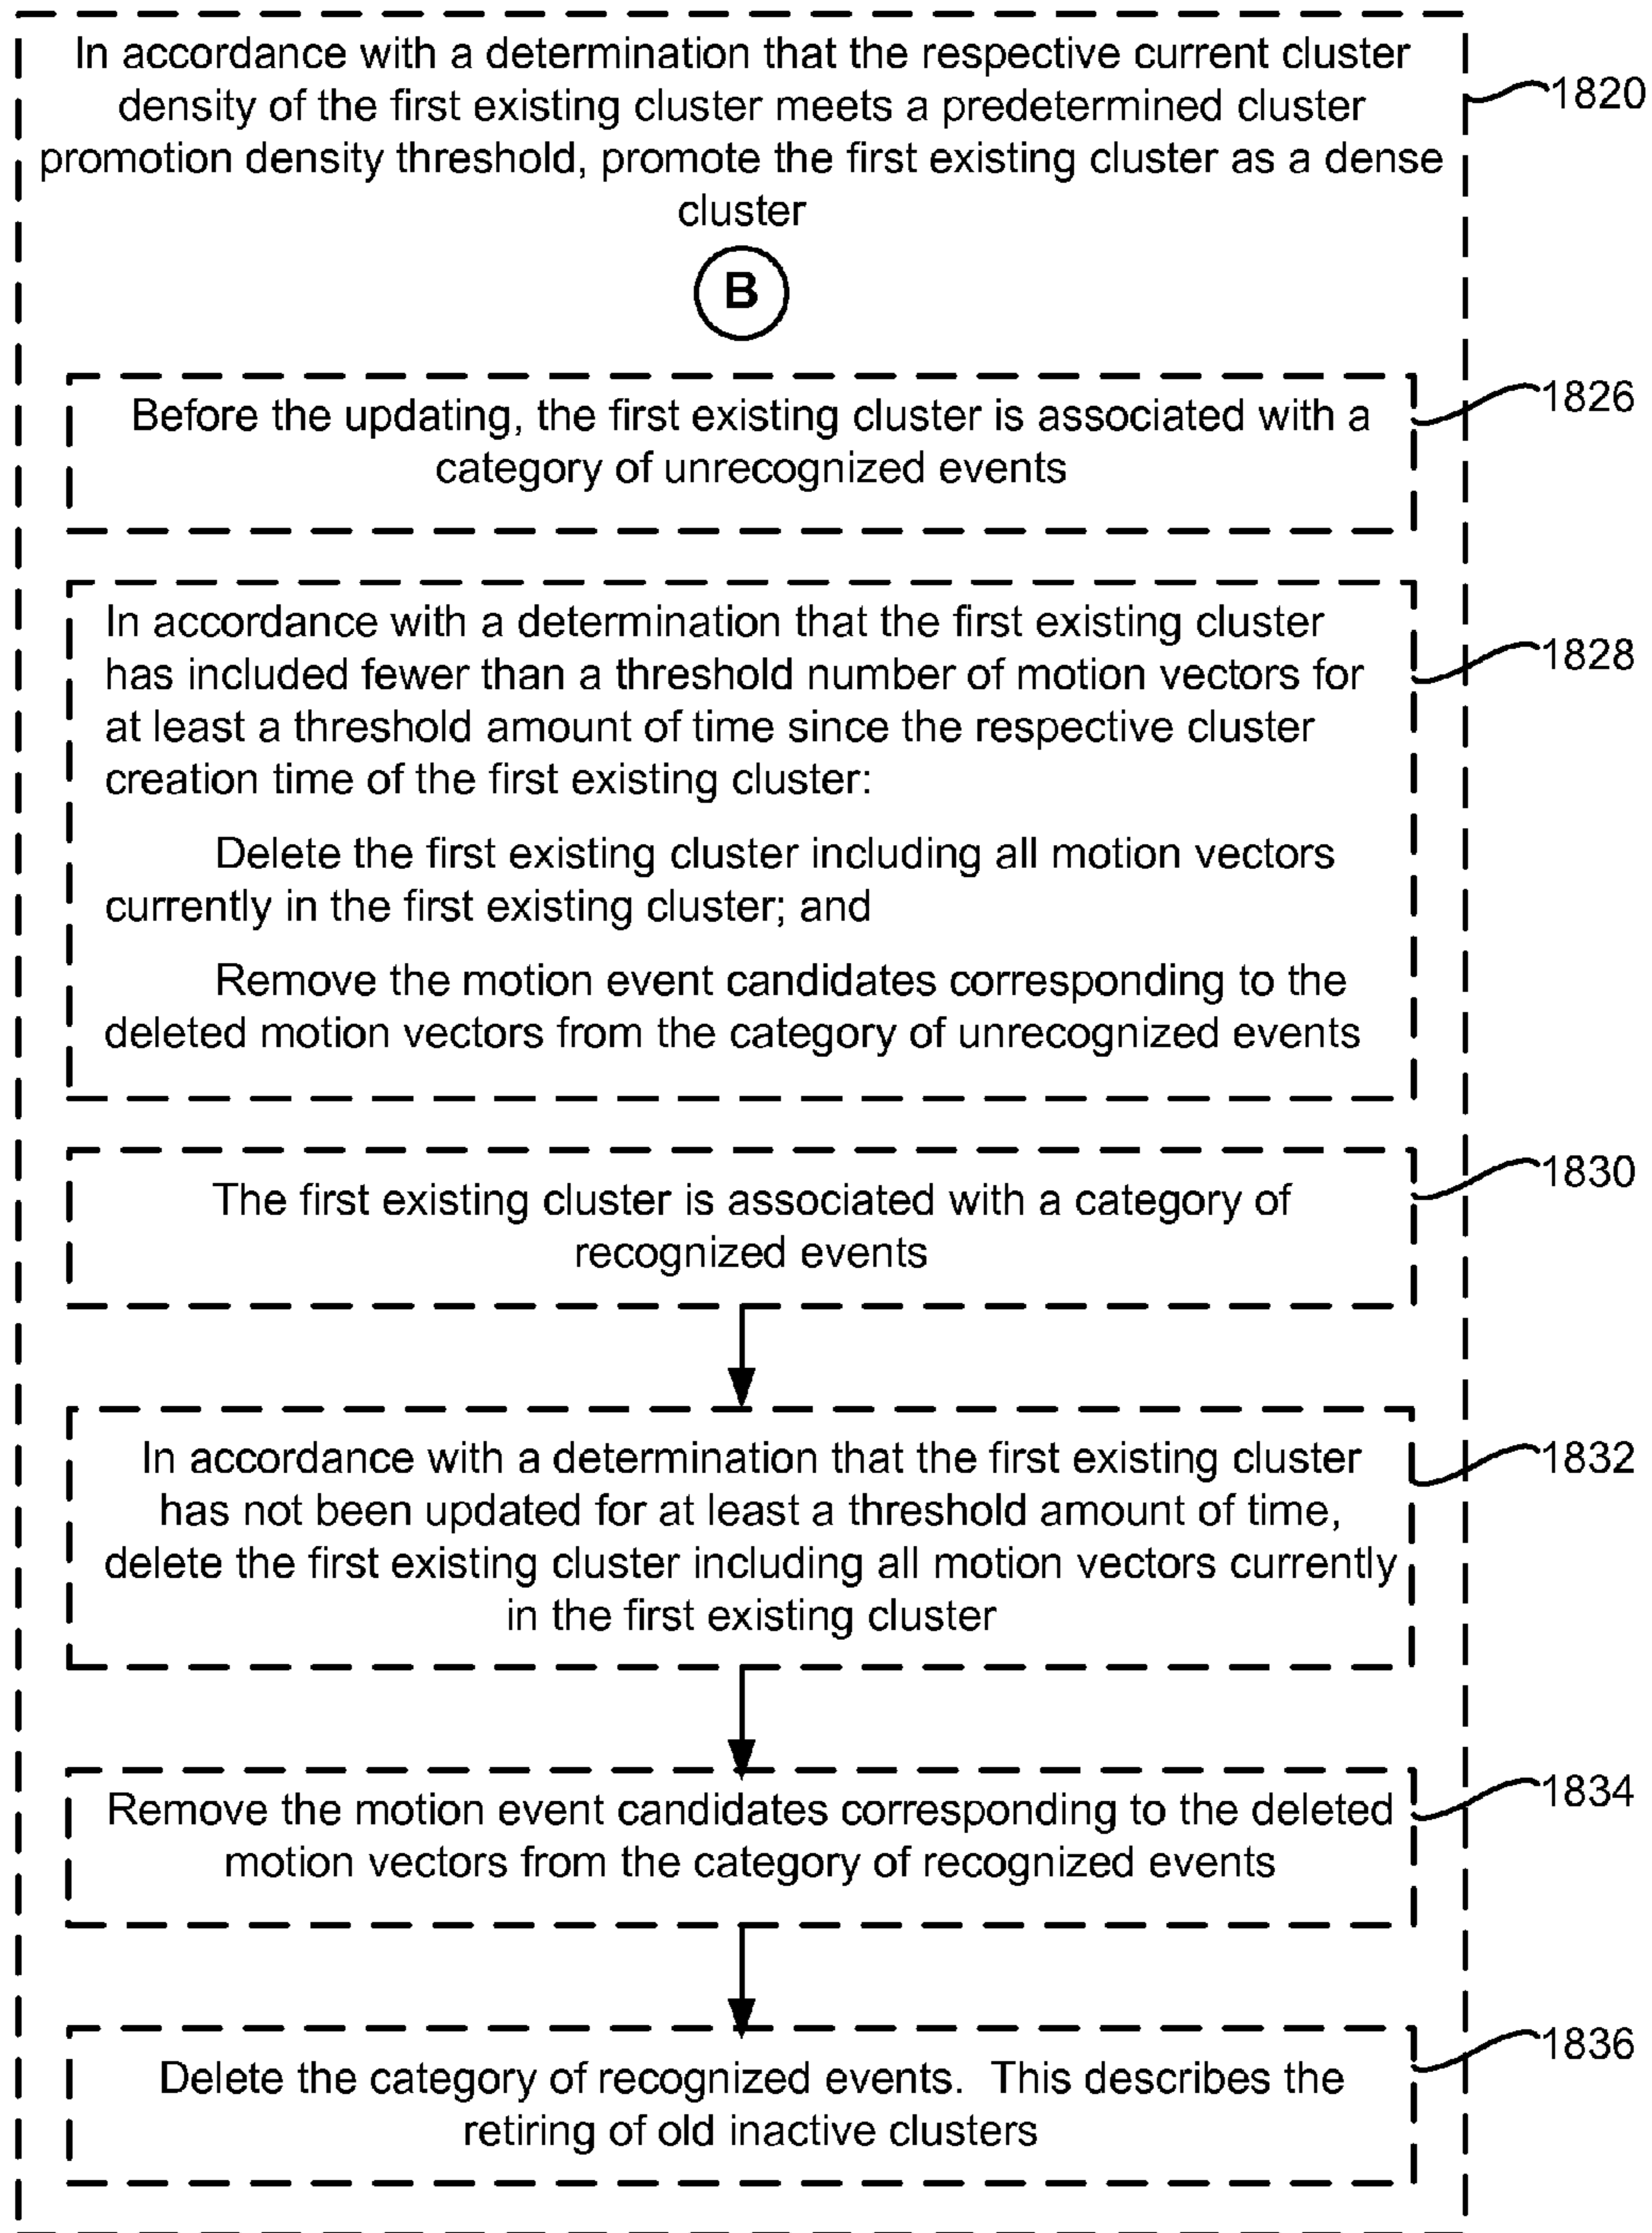 In accordance with a determination that the respective current cluster
density of the first existing cluster meets a predetermined cluster
promotion density threshold, promote the first existing cluster as a dense
cluster
1820
B
Before the updating, the first existing cluster is associated with a
category of unrecognized events
1826
In accordance with a determination that the first existing cluster
has included fewer than a threshold number of motion vectors for
at least a threshold amount of time since the respective cluster
creation time of the first existing cluster:
Delete the first existing cluster including all motion vectors
currently in the first existing cluster; and
Remove the motion event candidates corresponding to the
deleted motion vectors from the category of unrecognized events
1828
The first existing cluster is associated with a category of
recognized events
1830
In accordance with a determination that the first existing cluster
has not been updated for at least a threshold amount of time,
delete the first existing cluster including all motion vectors currently
in the first existing cluster
1832
Remove the motion event candidates corresponding to the deleted
motion vectors from the category of recognized events
1834
Delete the category of recognized events.  This describes the
retiring of old inactive clusters
1836